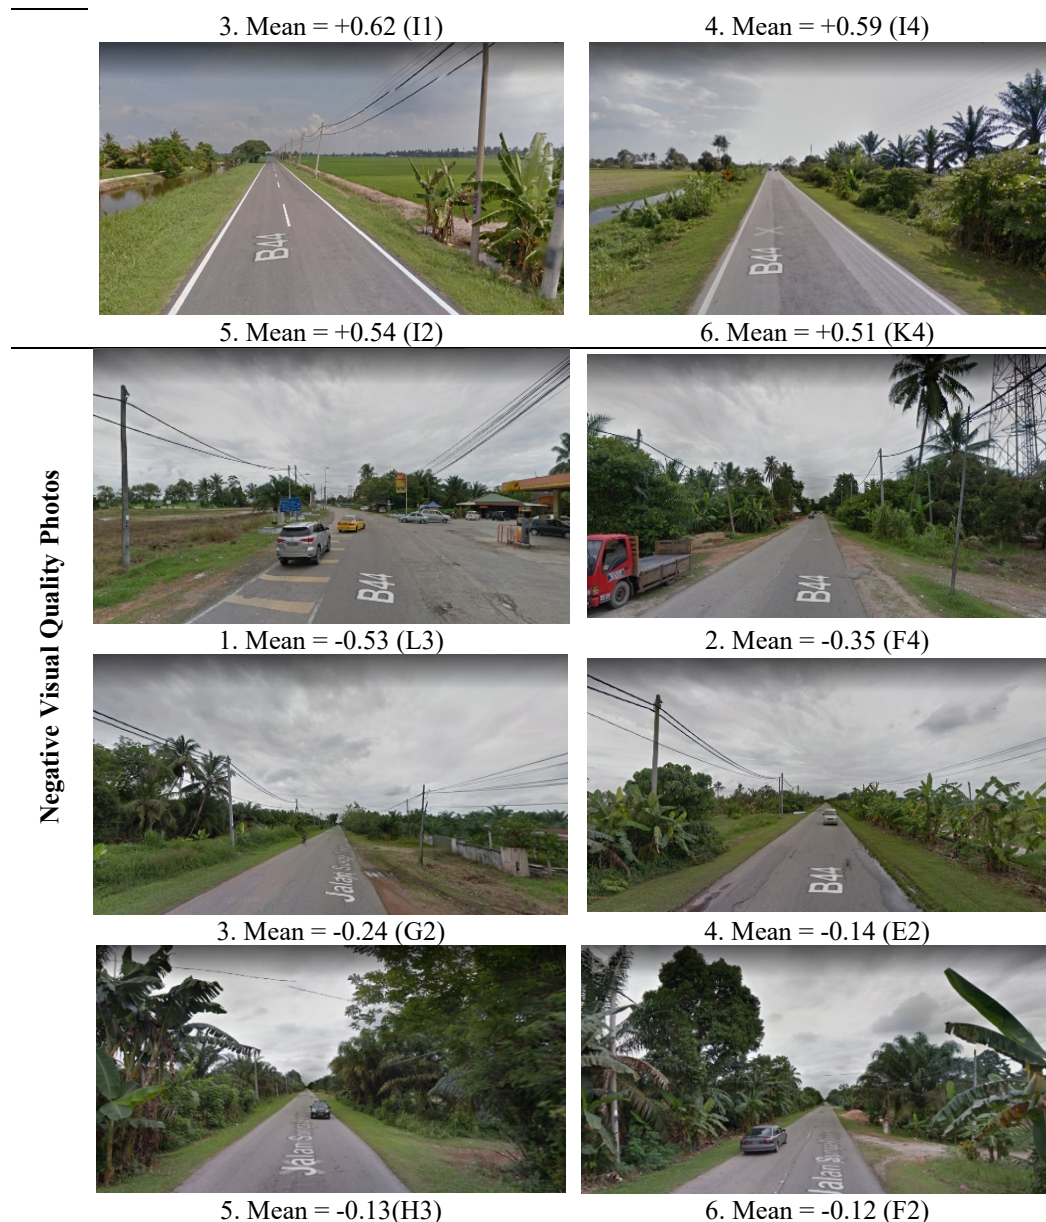 3. Mean = +0.62 (I1)
4. Mean = +0.59 (I4)
B44
B44 X
5. Mean = +0.54 (I2)
6. Mean = +0.51 (K4)
Negative Visual Quality Photos
B44
B44
1. Mean = -0.53 (L3)
2. Mean = -0.35 (F4)
Jalan
B44
3. Mean = -0.24 (G2)
4. Mean = -0.14 (E2)
Jalan
Jalan
5. Mean = -0.13(H3)
6. Mean = -0.12 (F2)